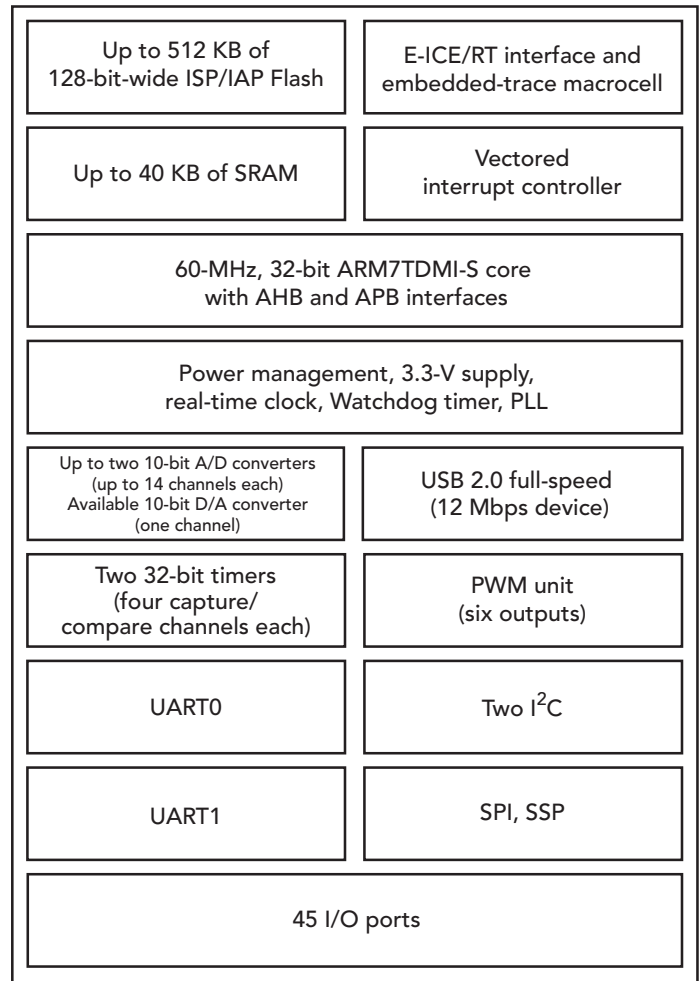 Up to 512 KB of
128-bit-wide ISP/IAP Flash
E-ICE/RT interface and
embedded-trace macrocell
Up to 40 KB of SRAM
Vectored
interrupt controller
60-MHz, 32-bit ARM7TDMI-S core
with AHB and APB interfaces
Power management, 3.3-V supply,
real-time clock, Watchdog timer, PLL
Up to two 10-bit A/D converters
(up to 14 channels each)
Available 10-bit D/A converter
(one channel)
USB 2.0 full-speed
(12 Mbps device)
Two 32-bit timers
(four capture/
compare channels each)
PWM unit
(six outputs)
UART0
Two I²C
UART1
SPI, SSP
45 I/O ports